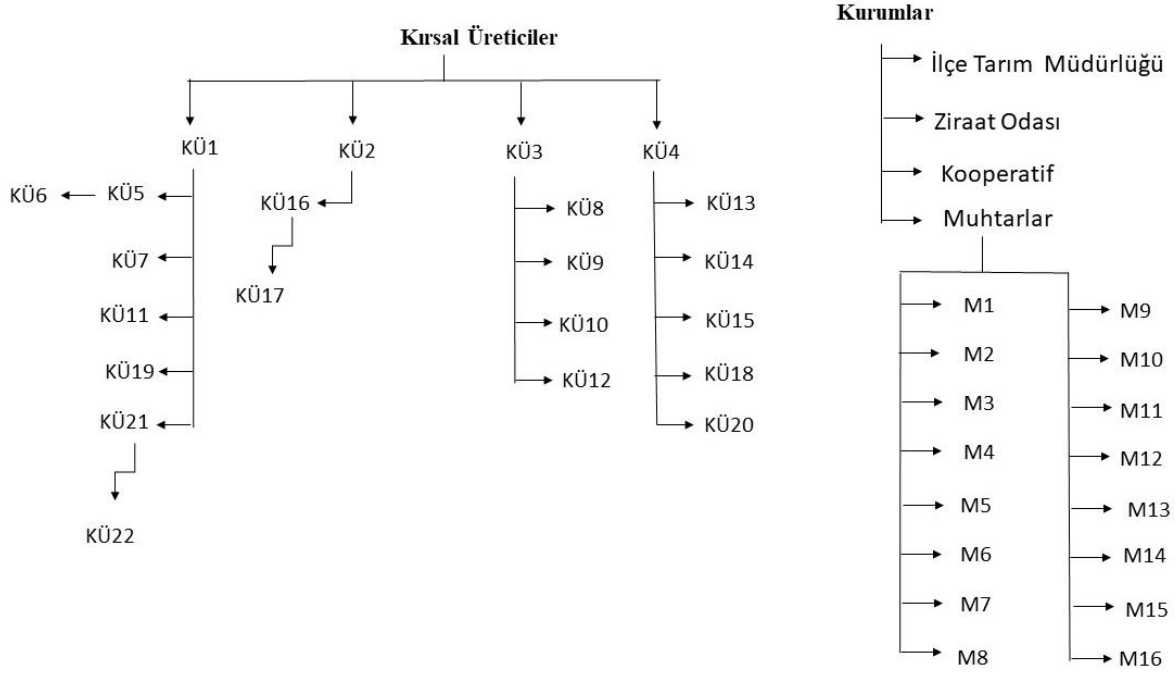 Kırsal Üreticiler
KÜ1
KÜ2
KÜ3
KÜ4
KÜ6
KÜ5
KÜ7
KÜ11
KÜ19
KÜ21
KÜ22
KÜ16
KÜ17
KÜ8
KÜ9
KÜ10
KÜ12
KÜ13
KÜ14
KÜ15
KÜ18
KÜ20
Kurumlar
İlçe Tarım Müdürlüğü
Ziraat Odası
Kooperatif
Muhtarlar
M1
M2
M3
M4
M5
M6
M7
M8
M9
M10
M11
M12
M13
M14
M15
M16